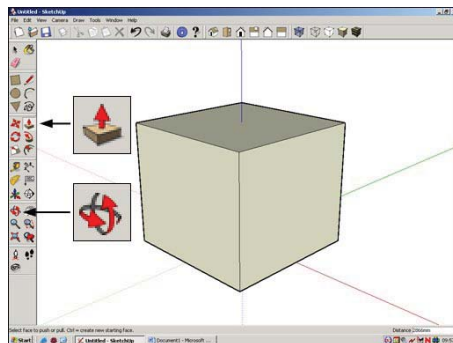 Untitled - SketchUp
File Edit View Camera Draw Tools Window Help
Select face to push or pull. Ctrl = create new starting face.
Distance 2000mm
Start
Untitled - SketchUp
Document1 - Microsoft ...